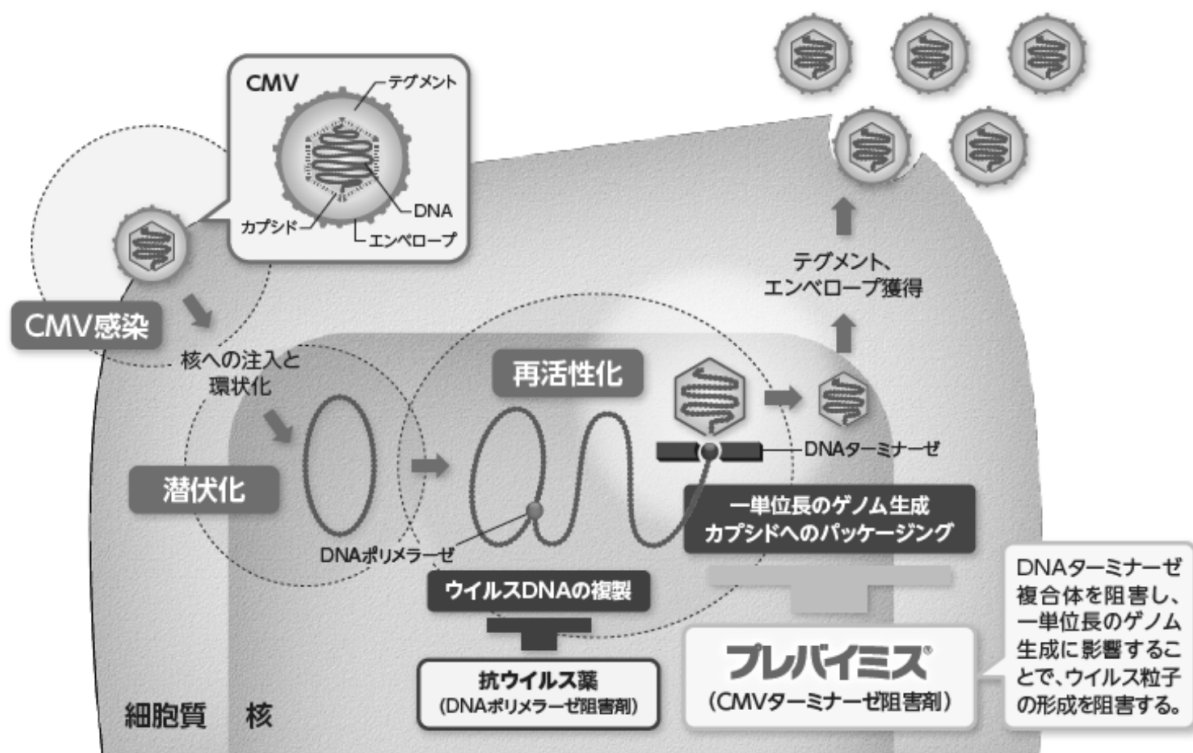 CMV
テグメント
DNA
カプシド
エンベロープ
CMV感染
核への注入と
環状化
潜伏化
再活性化
DNAポリメラーゼ
ウイルスDNAの複製
抗ウイルス薬
(DNAポリメラーゼ阻害剤)
テグメント、
エンベロープ獲得
DNAターミナーゼ
一単位長のゲノム生成
カプシドへのパッケージング
プレバイミス®
(CMVターミナーゼ阻害剤)
DNAターミナーゼ
複合体を阻害し、
一単位長のゲノム
生成に影響するこ
とで、ウイルス粒子
の形成を阻害する。
細胞質
核